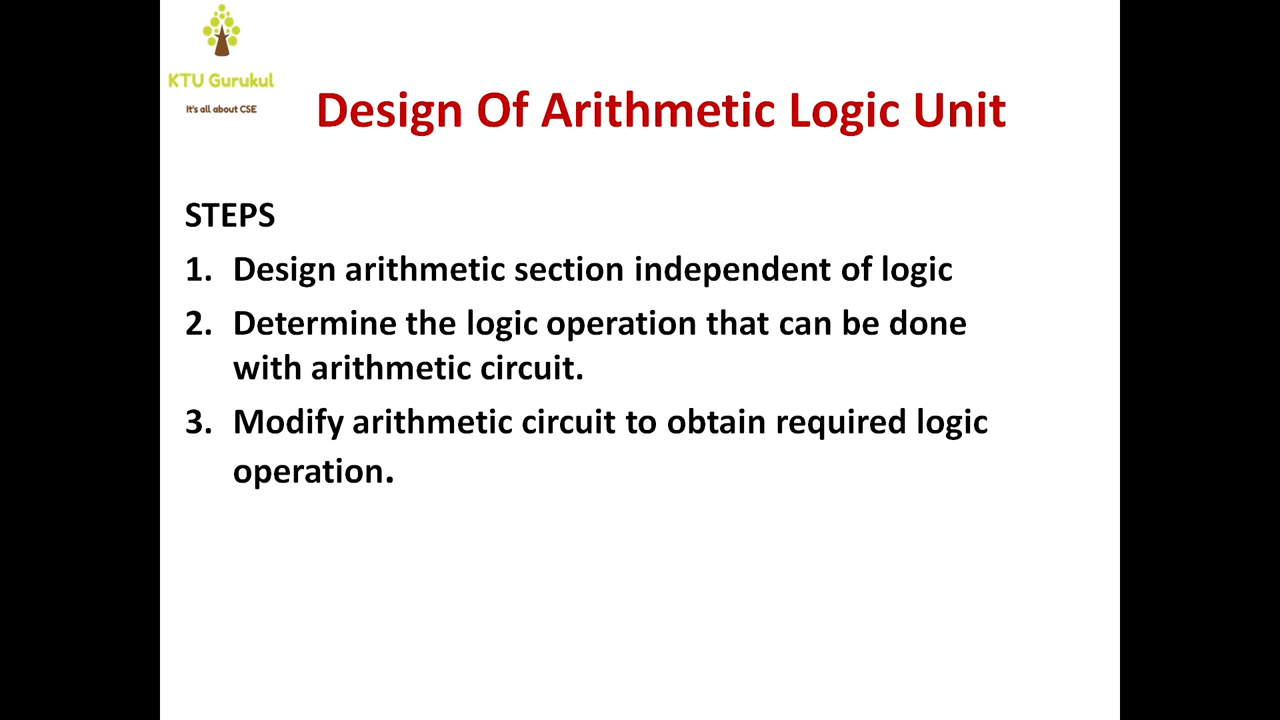 KTU Gurukul
It's all about CSE
Design Of Arithmetic Logic Unit
STEPS
1. Design arithmetic section independent of logic
2. Determine the logic operation that can be done
with arithmetic circuit.
3. Modify arithmetic circuit to obtain required logic
operation.